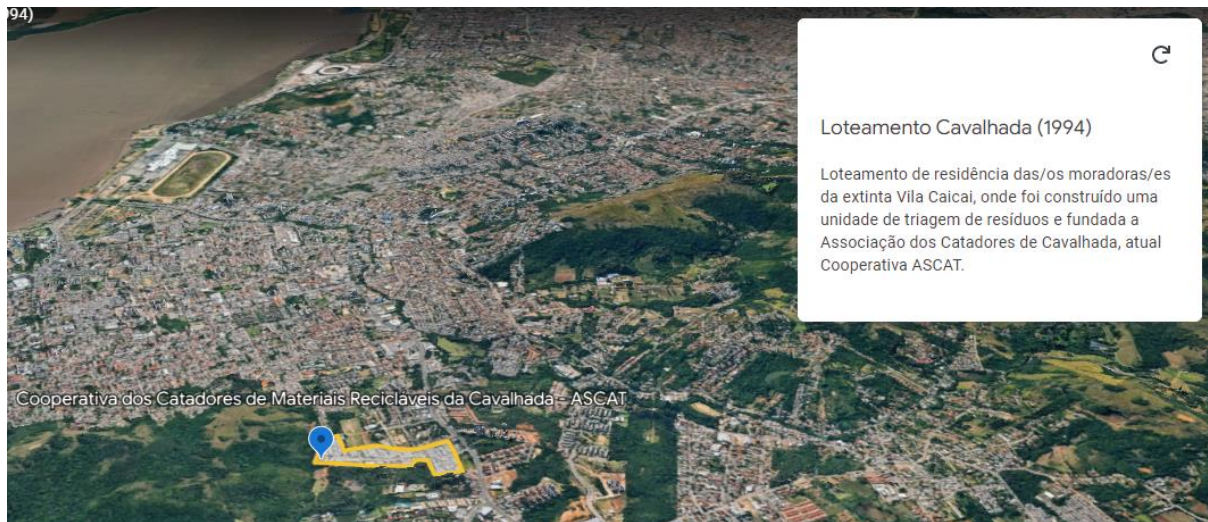 994)
Loteamento Cavalhada (1994)
Loteamento de residência das/os moradoras/es
da extinta Vila Caicai, onde foi construído uma
unidade de triagem de resíduos e fundada a
Associação dos Catadores de Cavalhada, atual
Cooperativa ASCAT.
Cooperativa dos Catadores de Materiais Recicláveis da Cavalhada - ASCAT